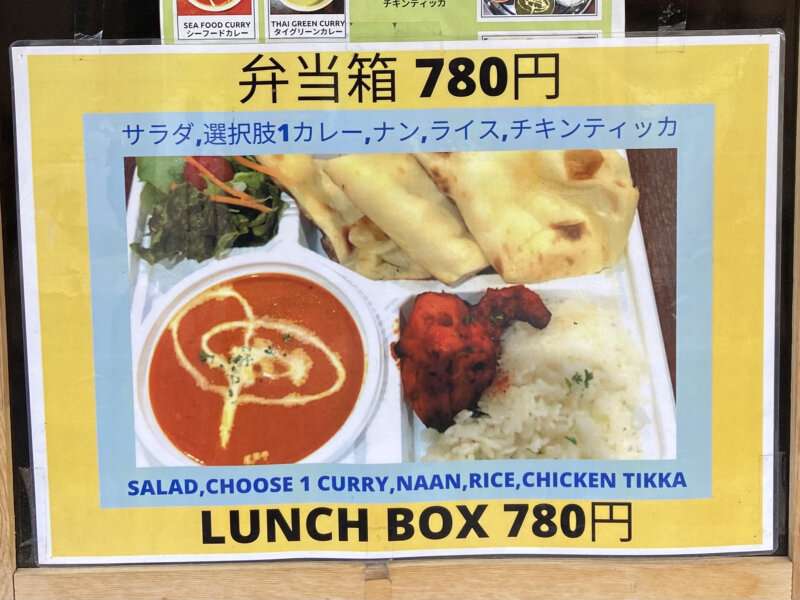 SEA FOOD CURRY
シーフードカレー
THAI GREEN CURRY
タイグリーンカレー
チキンティッカ
弁当箱 780円
サラダ,選択肢1カレー,ナン,ライス,チキンティッカ
SALAD,CHOOSE 1 CURRY,NAAN,RICE,CHICKEN TIKKA
LUNCH BOX 780円